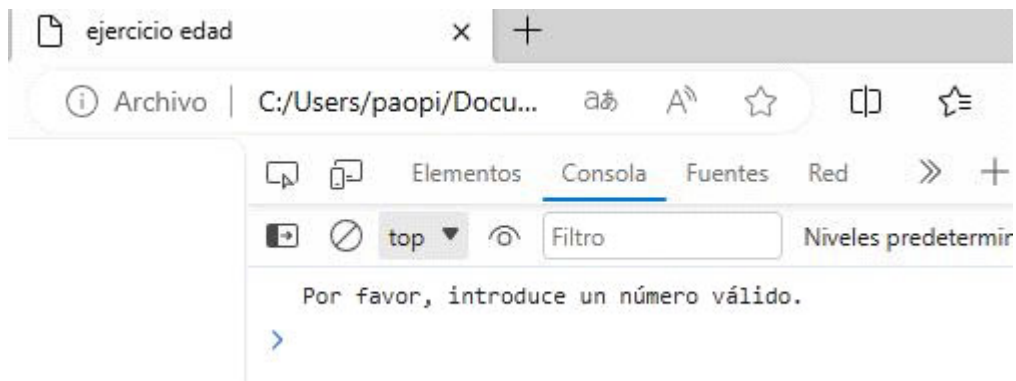 ejercicio edad
Archivo C:/Users/paopi/Docu...
Elementos Consola Fuentes Red
top Filtro Niveles predetermin
Por favor, introduce un número válido.